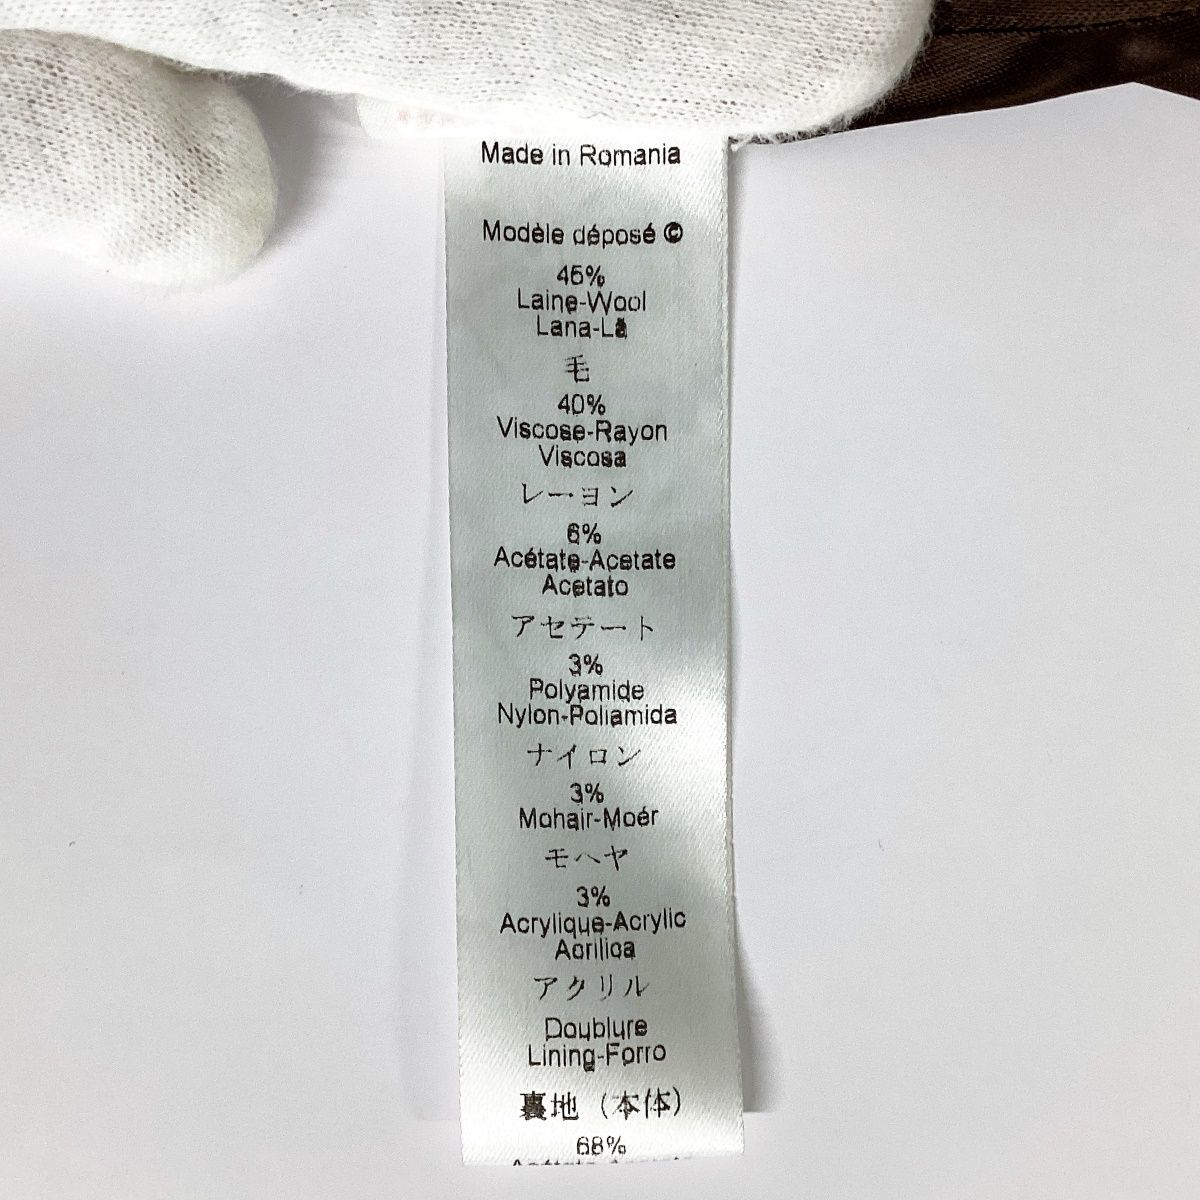 Made in Romania
Modèle déposé ©
45%
Laine-Wool
Lana-Lã
毛
40%
Viscose-Rayon
Viscosa
レーヨン
6%
Acétate-Acetate
Acetato
アセテート
3%
Polyamide
Nylon-Poliamida
ナイロン
3%
Mohair-Moér
モヘヤ
3%
Acrylique-Acrylic
Acrilica
アクリル
Doublure
Lining-Forro
裏地（本体）
68%